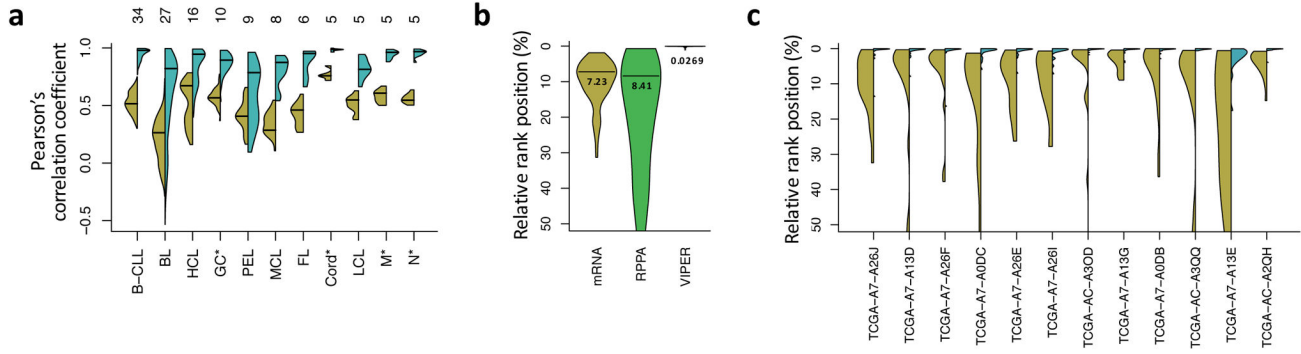 a
34 27 16 10 9 8 6 5 5 5 5
Pearson's
correlation coefficient
1.0
0.5
0.0
−0.5
B−CLL BL HCL GC* PEL MCL FL Cord* LCL M* N*
b
Relative rank position (%)
0
10
20
30
40
50
7.23
8.41
0.0269
mRNA RPPA VIPER
c
Relative rank position (%)
0
10
20
30
40
50
TCGA−A7−A26J
TCGA−A7−A13D
TCGA−A7−A26F
TCGA−A7−A0DC
TCGA−A7−A26E
TCGA−A7−A26I
TCGA−AC−A3OD
TCGA−A7−A13G
TCGA−A7−A0DB
TCGA−AC−A3QQ
TCGA−A7−A13E
TCGA−AC−A2QH